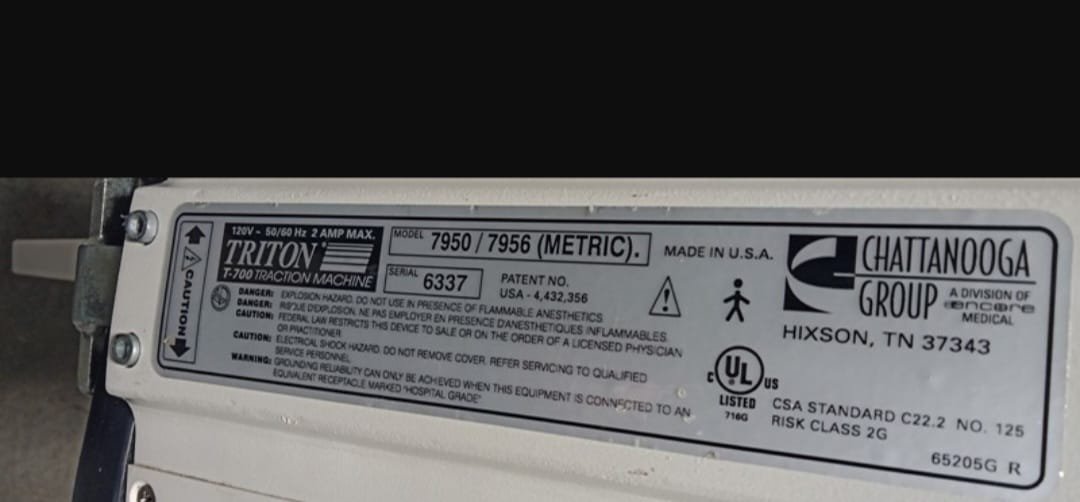 120V ~ 50/60 Hz 2 AMP MAX.
TRITON
T-700 TRACTION MACHINE
MODEL 7950 / 7956 (METRIC).
SERIAL 6337
MADE IN U.S.A.
PATENT NO.
USA - 4,432,356
CAUTION
DANGER: EXPLOSION HAZARD. DO NOT USE IN PRESENCE OF FLAMMABLE ANESTHETICS
DANGER: RISQUE D'EXPLOSION. NE PAS EMPLOYER EN PRESENCE D'ANESTHETIQUES INFLAMMABLES.
CAUTION: FEDERAL LAW RESTRICTS THIS DEVICE TO SALE OR ON THE ORDER OF A LICENSED PHYSICIAN
OR PRACTITIONER.
CAUTION: ELECTRICAL SHOCK HAZARD. DO NOT REMOVE COVER. REFER SERVICING TO QUALIFIED
SERVICE PERSONNEL.
WARNING: GROUNDING RELIABILITY CAN ONLY BE ACHIEVED WHEN THIS EQUIPMENT IS CONNECTED TO AN
EQUIVALENT RECEPTACLE MARKED "HOSPITAL GRADE"
CHATTANOOGA
GROUP
A DIVISION OF
encore
MEDICAL
HIXSON, TN 37343
C UL US
LISTED
716G
CSA STANDARD C22.2 NO. 125
RISK CLASS 2G
65205G R